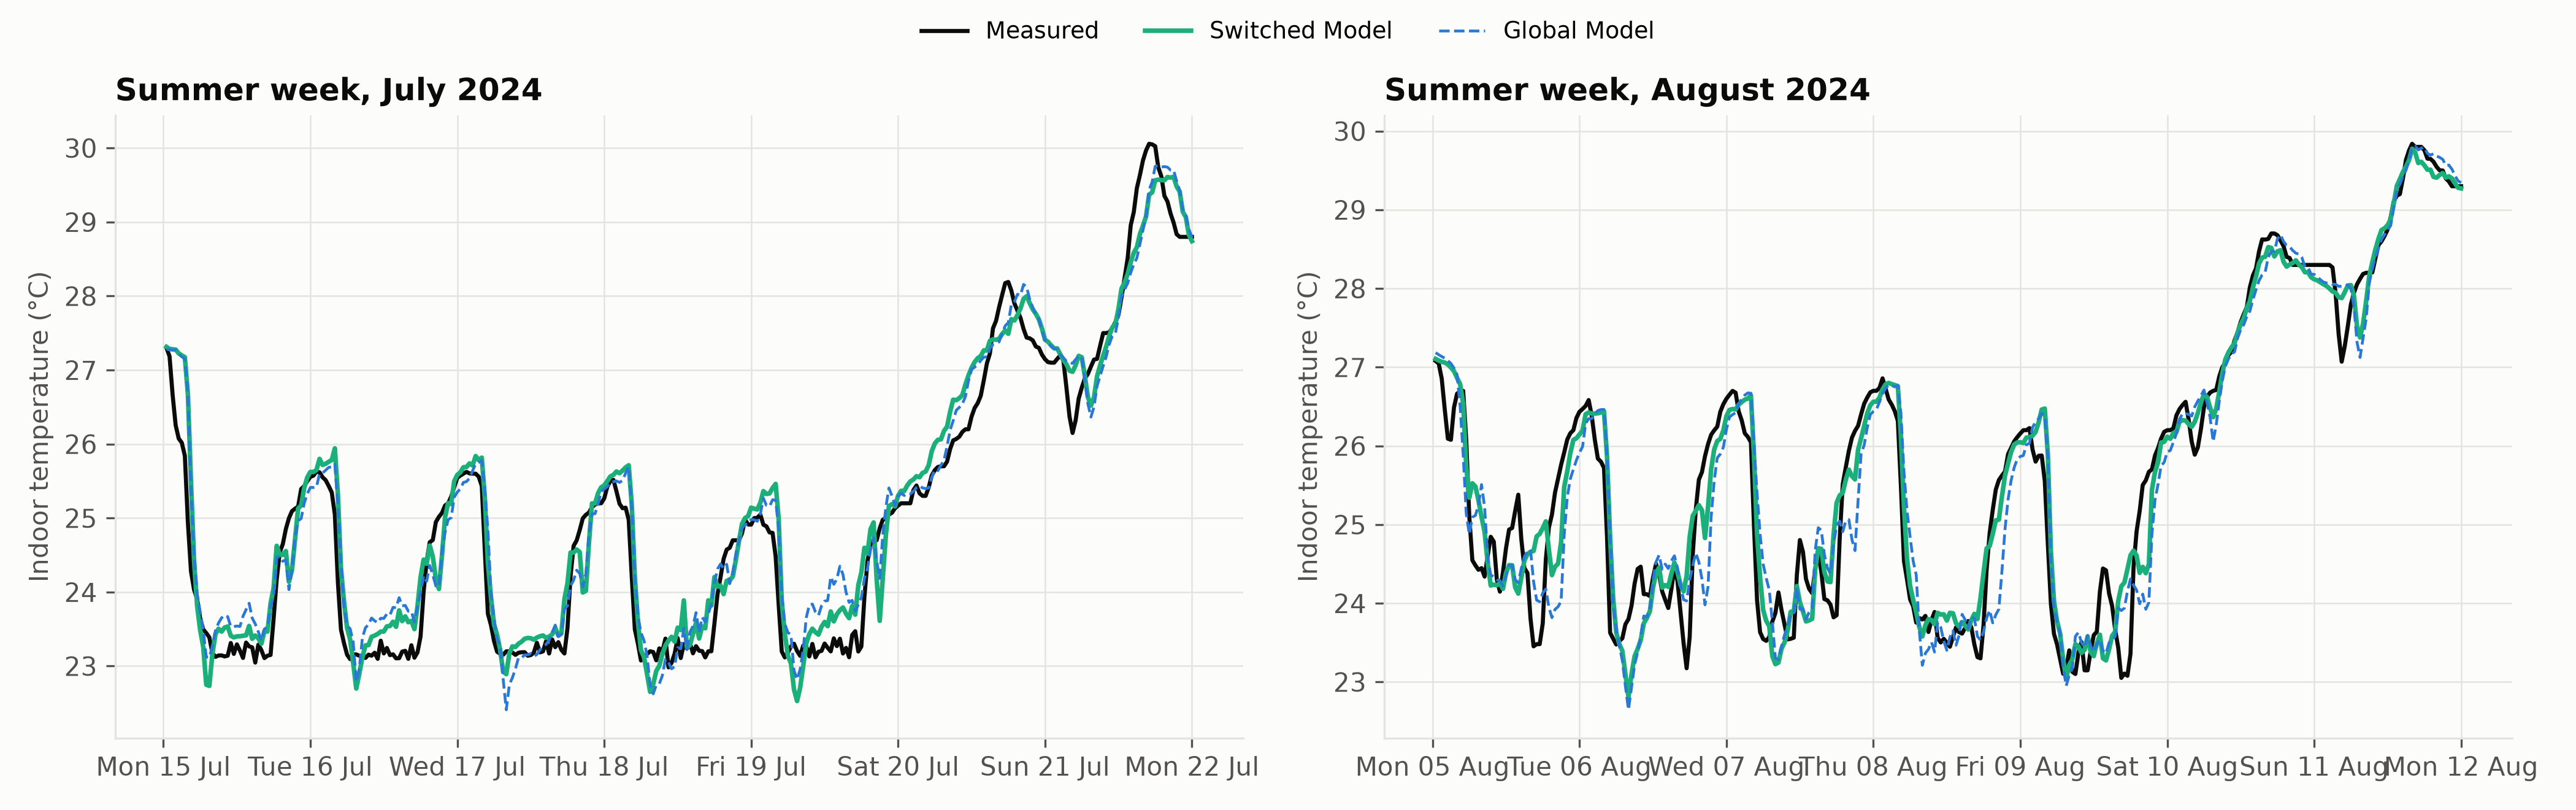 Measured Switched Model Global Model
Summer week, July 2024
Indoor temperature (°C)
30
29
28
27
26
25
24
23
Mon 15 Jul Tue 16 Jul Wed 17 Jul Thu 18 Jul Fri 19 Jul Sat 20 Jul Sun 21 Jul Mon 22 Jul
Summer week, August 2024
Indoor temperature (°C)
30
29
28
27
26
25
24
23
Mon 05 Aug Tue 06 Aug Wed 07 Aug Thu 08 Aug Fri 09 Aug Sat 10 Aug Sun 11 Aug Mon 12 Aug